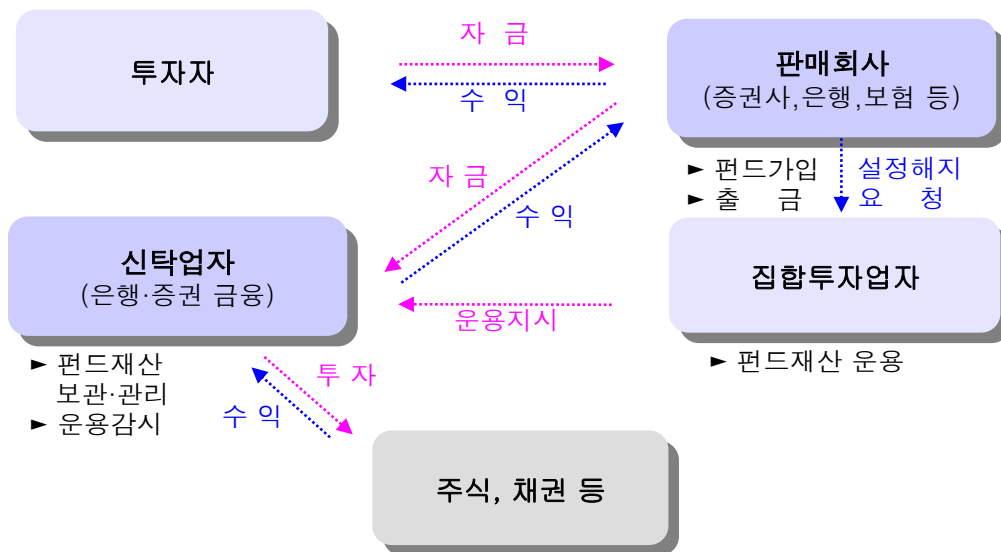 투자자
자 금
수 익
판매회사
(증권사,은행,보험 등)
► 펀드가입
► 출 금
설정해지
요 청
자 금
수 익
신탁업자
(은행·증권 금융)
► 펀드재산
보관·관리
► 운용감시
운용지시
집합투자업자
► 펀드재산 운용
투 자
수 익
주식, 채권 등